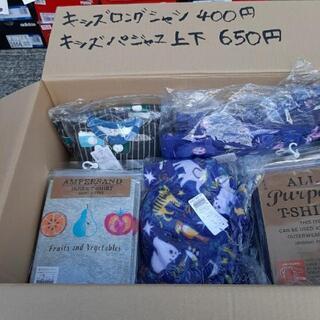 キッズロングシャツ 400円
キッズパジャマ上下 650円
AMPERSAND
Fruits and Vegetables
ALL
Purpose
T-SHIRT